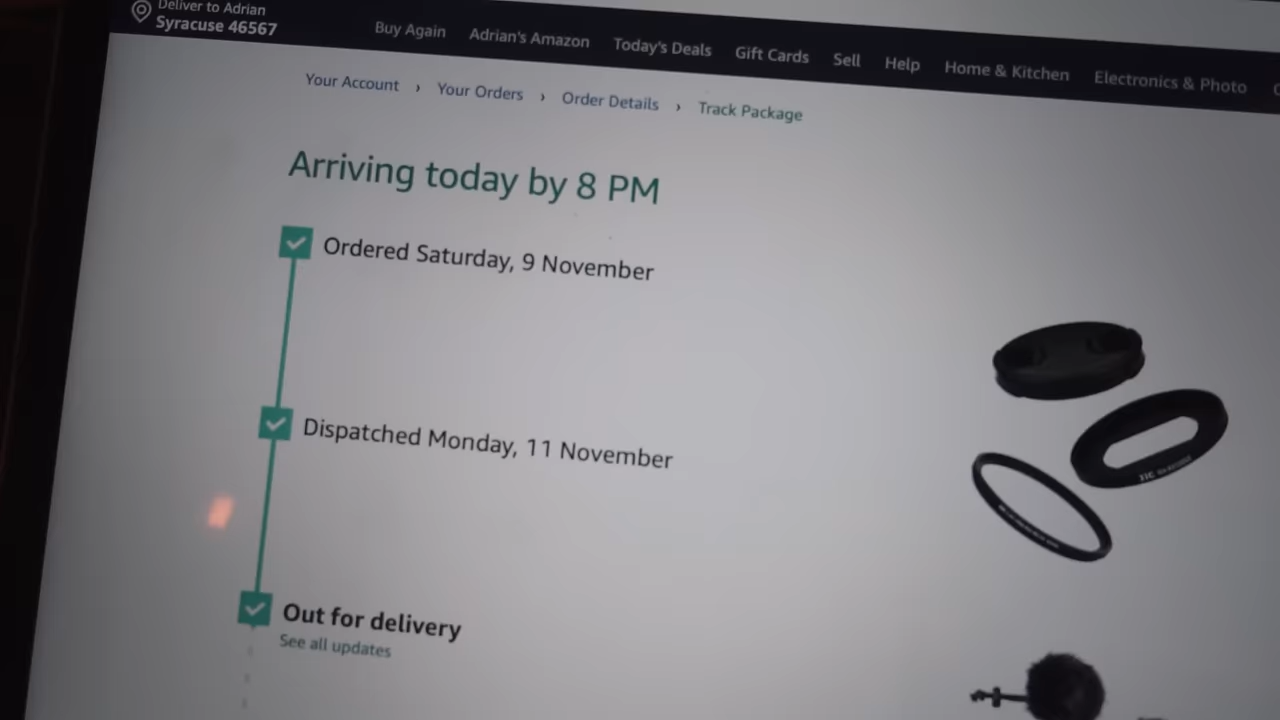 Deliver to Adrian
Syracuse 46567
Buy Again
Adrian's Amazon
Today's Deals
Gift Cards
Sell
Help
Home & Kitchen
Electronics & Photo
Your Account › Your Orders › Order Details › Track Package
Arriving today by 8 PM
Ordered Saturday, 9 November
Dispatched Monday, 11 November
Out for delivery
See all updates
JJC